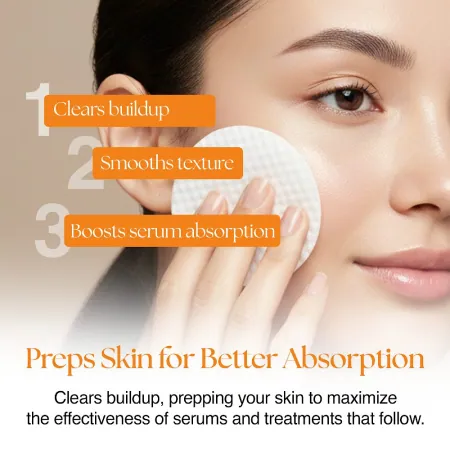 1
Clears buildup
2
Smooths texture
3
Boosts serum absorption
Preps Skin for Better Absorption
Clears buildup, prepping your skin to maximize
the effectiveness of serums and treatments that follow.